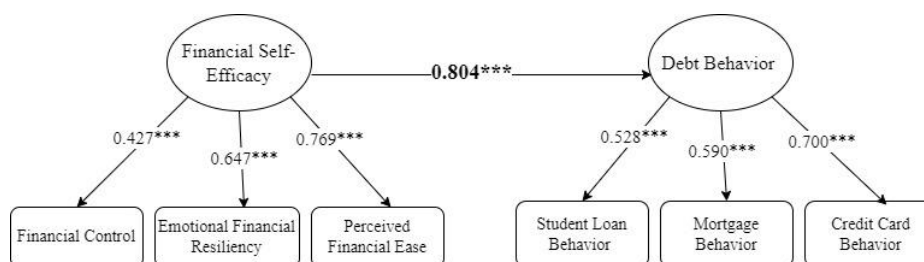 Financial Self-
Efficacy
Debt Behavior
0.804***
0.427***
0.647***
0.769***
0.528***
0.590***
0.700***
Financial Control
Emotional Financial
Resiliency
Perceived
Financial Ease
Student Loan
Behavior
Mortgage
Behavior
Credit Card
Behavior